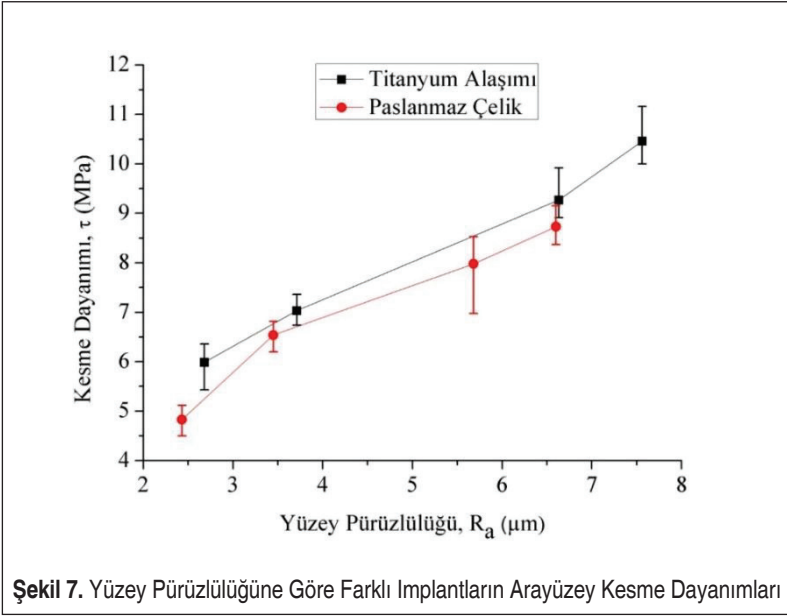 12
11
10
9
8
7
6
5
4
Kesme Dayanımı, τ (MPa)
Titanyum Alaşımı
Paslanmaz Çelik
2 3 4 5 6 7 8
Yüzey Pürüzlülüğü, Ra (µm)
Şekil 7. Yüzey Pürüzlülüğüne Göre Farklı Implantların Arayüzey Kesme Dayanımları